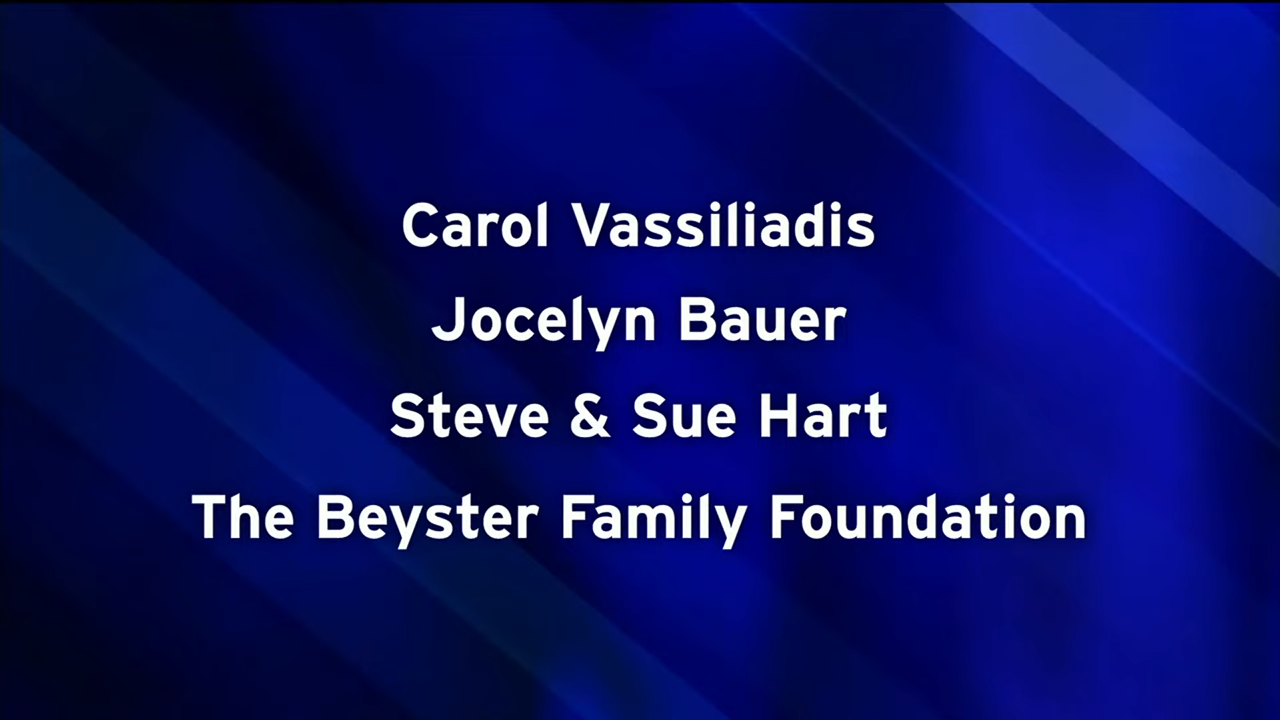 Carol Vassiliadis
Jocelyn Bauer
Steve & Sue Hart
The Beyster Family Foundation